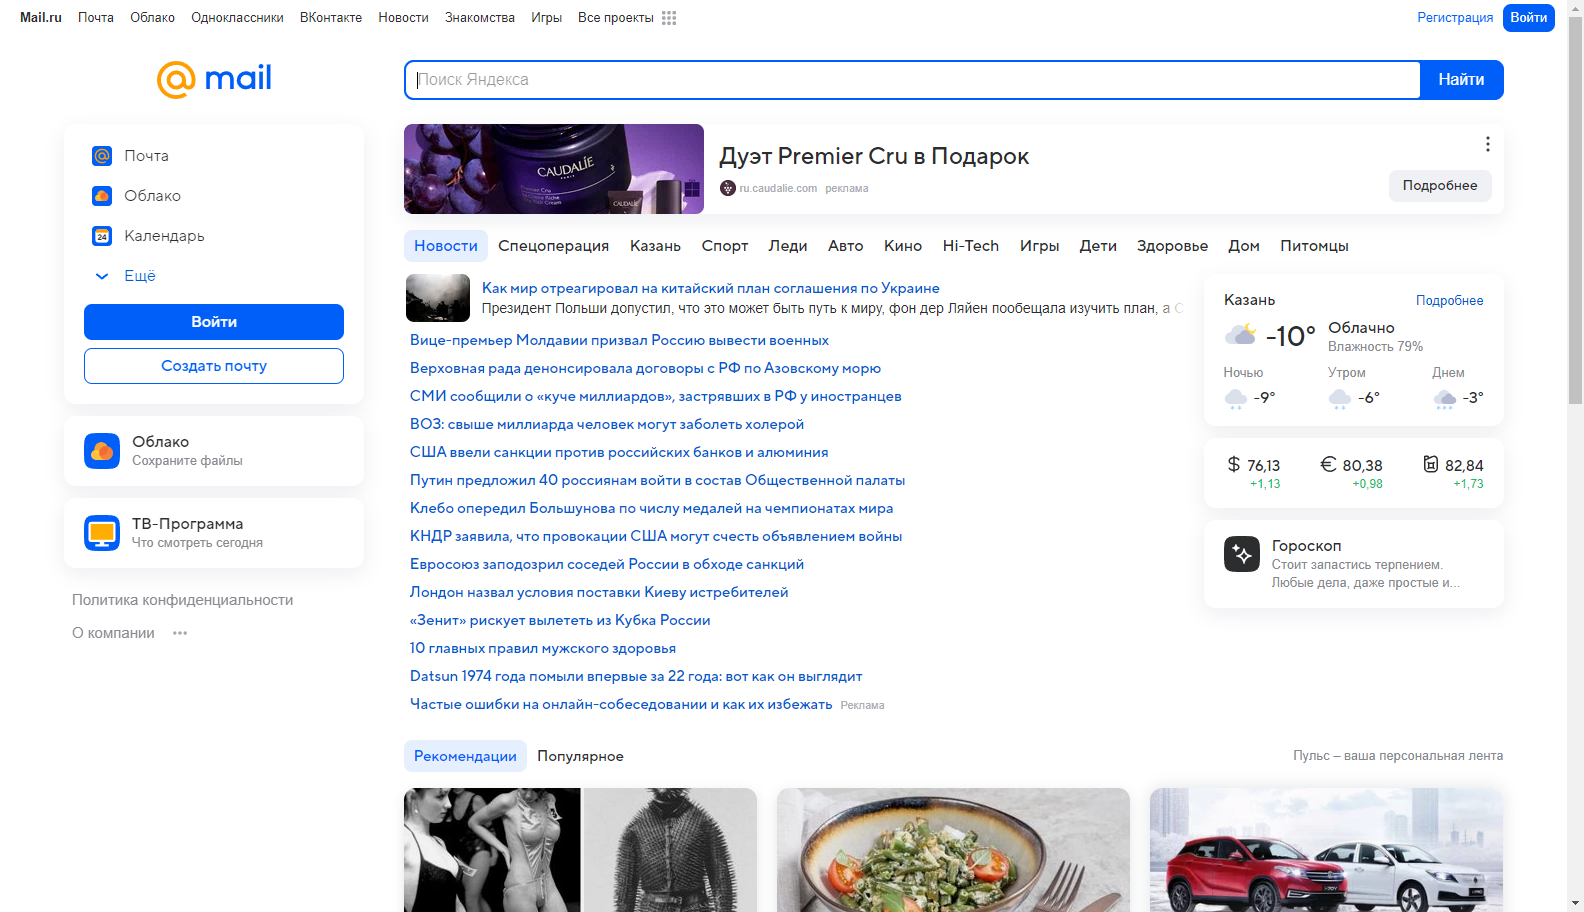 Mail.ru Почта Облако Одноклассники ВКонтакте Новости Знакомства Игры Все проекты Регистрация Войти
mail
Поиск Яндекса Найти
Почта
Облако
24 Календарь
Ещё
Войти
Создать почту
Облако
Сохраните файлы
ТВ-Программа
Что смотреть сегодня
Политика конфиденциальности
О компании
CAUDALÍE
PARIS
Premier Cru
CAUDALÍE
Дуэт Premier Cru в Подарок
ru.caudalie.com реклама
Подробнее
Новости Спецоперация Казань Спорт Леди Авто Кино Hi-Tech Игры Дети Здоровье Дом Питомцы
Как мир отреагировал на китайский план соглашения по Украине
Президент Польши допустил, что это может быть путь к миру, фон дер Ляйен пообещала изучить план, а С
Вице-премьер Молдавии призвал Россию вывести военных
Верховная рада денонсировала договоры с РФ по Азовскому морю
СМИ сообщили о «куче миллиардов», застрявших в РФ у иностранцев
ВОЗ: свыше миллиарда человек могут заболеть холерой
США ввели санкции против российских банков и алюминия
Путин предложил 40 россиянам войти в состав Общественной палаты
Клебо опередил Большунова по числу медалей на чемпионатах мира
КНДР заявила, что провокации США могут счесть объявлением войны
Евросоюз заподозрил соседей России в обходе санкций
Лондон назвал условия поставки Киеву истребителей
«Зенит» рискует вылететь из Кубка России
10 главных правил мужского здоровья
Datsun 1974 года помыли впервые за 22 года: вот как он выглядит
Частые ошибки на онлайн-собеседовании и как их избежать Реклама
Казань Подробнее
-10° Облачно
Влажность 79%
Ночью Утром Днем
-9° -6° -3°
$ 76,13 € 80,38 82,84
+1,13 +0,98 +1,73
Гороскоп
Стоит запастись терпением.
Любые дела, даже простые и...
Рекомендации Популярное Пульс – ваша персональная лента